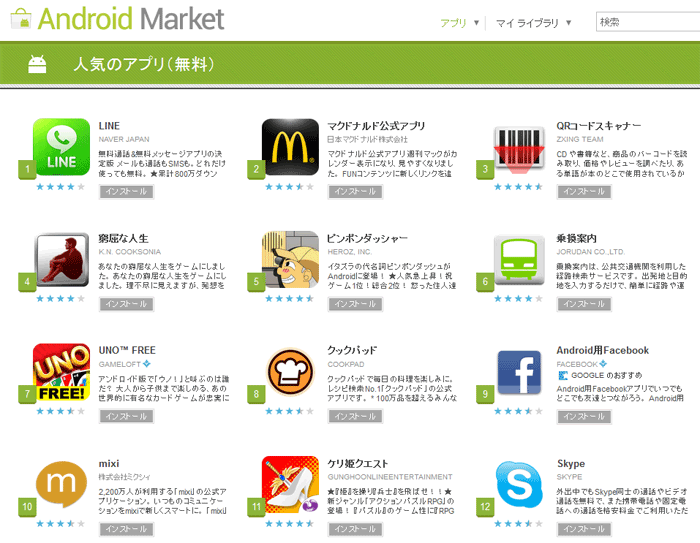 Android Market
アプリ ▼
マイ ライブラリ ▼
検索
人気のアプリ(無料)
LINE
LINE
NAVER JAPAN
無料通話&無料メッセージアプリの決
定版 メールも通話もSMSも。どれだけ
使っても無料。★累計800万ダウン
1
インストール
マクドナルド公式アプリ
日本マクドナルド株式会社
マクドナルド公式アプリ 週刊マックがカ
レンダー表示になり、見やすくなりまし
た。FUNコンテンツに新しくリンクを追
2
インストール
QRコードスキャナー
ZXING TEAM
CD や書籍など、商品のバーコードを読
み取り、価格やレビューを調べたり、あ
る単語が本のどこで使用されているか
3
インストール
窮屈な人生
K.N. COOKSONIA
あなたの窮屈な人生をゲームにしまし
た。あなたの窮屈な人生をゲームにし
ました。理不尽に見えますが、発想を
4
インストール
ピンポンダッシャー
HEROZ, INC.
イタズラの代名詞ピンポンダッシュが
Androidに登場! ★人気急上昇!祝
ゲーム1位!総合2位! 怒った住人達
5
インストール
乗換案内
JORUDAN CO.,LTD.
乗換案内は、公共交通機関を利用した
経路検索サービスです。出発地と目的
地を入力するだけで、簡単に経路や運
6
インストール
UNO
FREE!
UNO™ FREE
GAMELOFT
アンドロイド版で「ウノ!」と呼ぶのは誰
だ? 大人から子供まで楽しめる、あの
世界的に有名なカードゲームが忠実に
7
インストール
クックパッド
COOKPAD
クックパッドで毎日の料理を楽しみに。
レシピ検索No.1「クックパッド」の公式
アプリです。* 100万品を超えるみんな
8
インストール
Android用Facebook
FACEBOOK
GOOGLE のおすすめ
Android用Facebookアプリでいつでも
どこでも友達とつながろう。Android用
9
インストール
mixi
株式会社ミクシィ
2,200万人が利用する「mixi」の公式ア
プリケーション。いつものコミュニケー
ションをmixiで新しくスマートに。「mixi」
10
インストール
ケリ姫クエスト
GUNGHOONLINEENTERTAINMENT
★『姫』を操り『兵士』を飛ばせ!!★
新ジャンル「アクションパズルRPG」の
登場!『パズル』のゲーム性に『RPG
11
インストール
Skype
SKYPE
外出中でもSkype同士の通話やビデオ
通話を無料で、また携帯電話や固定電
話への通話を格安料金でご利用いただ
12
インストール